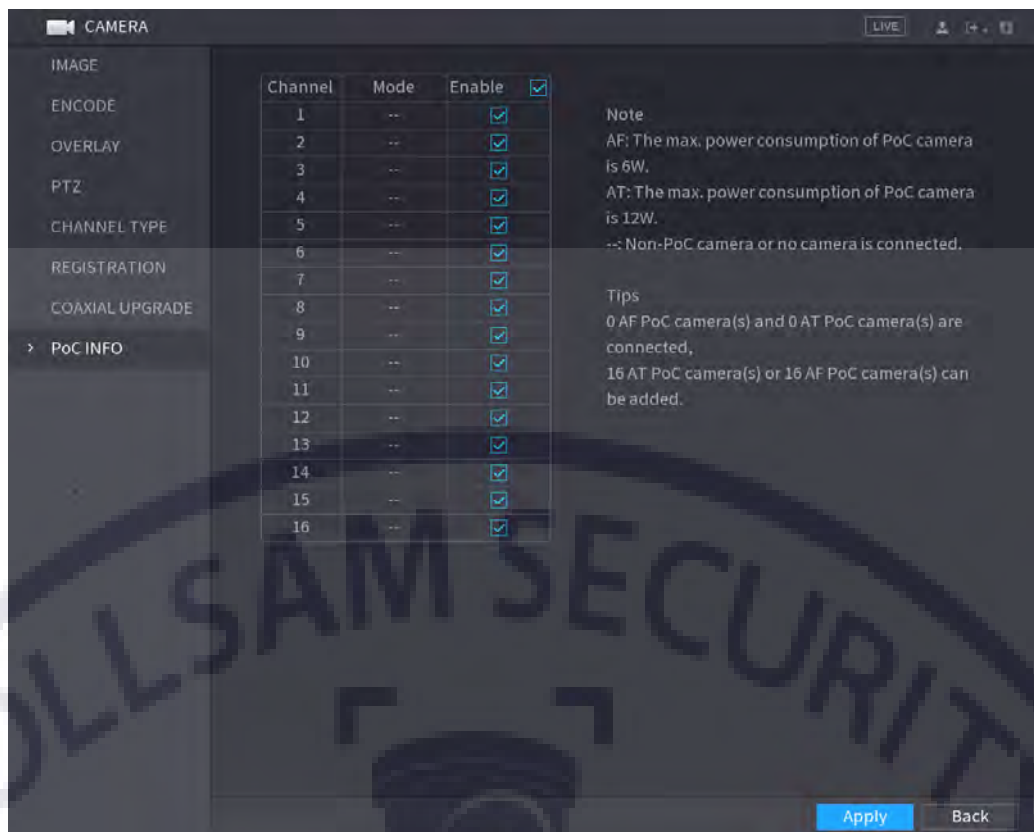 CAMERA
LIVE
IMAGE
ENCODE
OVERLAY
PTZ
CHANNEL TYPE
REGISTRATION
COAXIAL UPGRADE
> PoC INFO
Channel Mode Enable
1 --
2 --
3 --
4 --
5 --
6 --
7 --
8 --
9 --
10 --
11 --
12 --
13 --
14 --
15 --
16 --
Note
AF: The max. power consumption of PoC camera
is 6W.
AT: The max. power consumption of PoC camera
is 12W.
--: Non-PoC camera or no camera is connected.
Tips
0 AF PoC camera(s) and 0 AT PoC camera(s) are
connected,
16 AT PoC camera(s) or 16 AF PoC camera(s) can
be added.
Apply Back
SECURITY